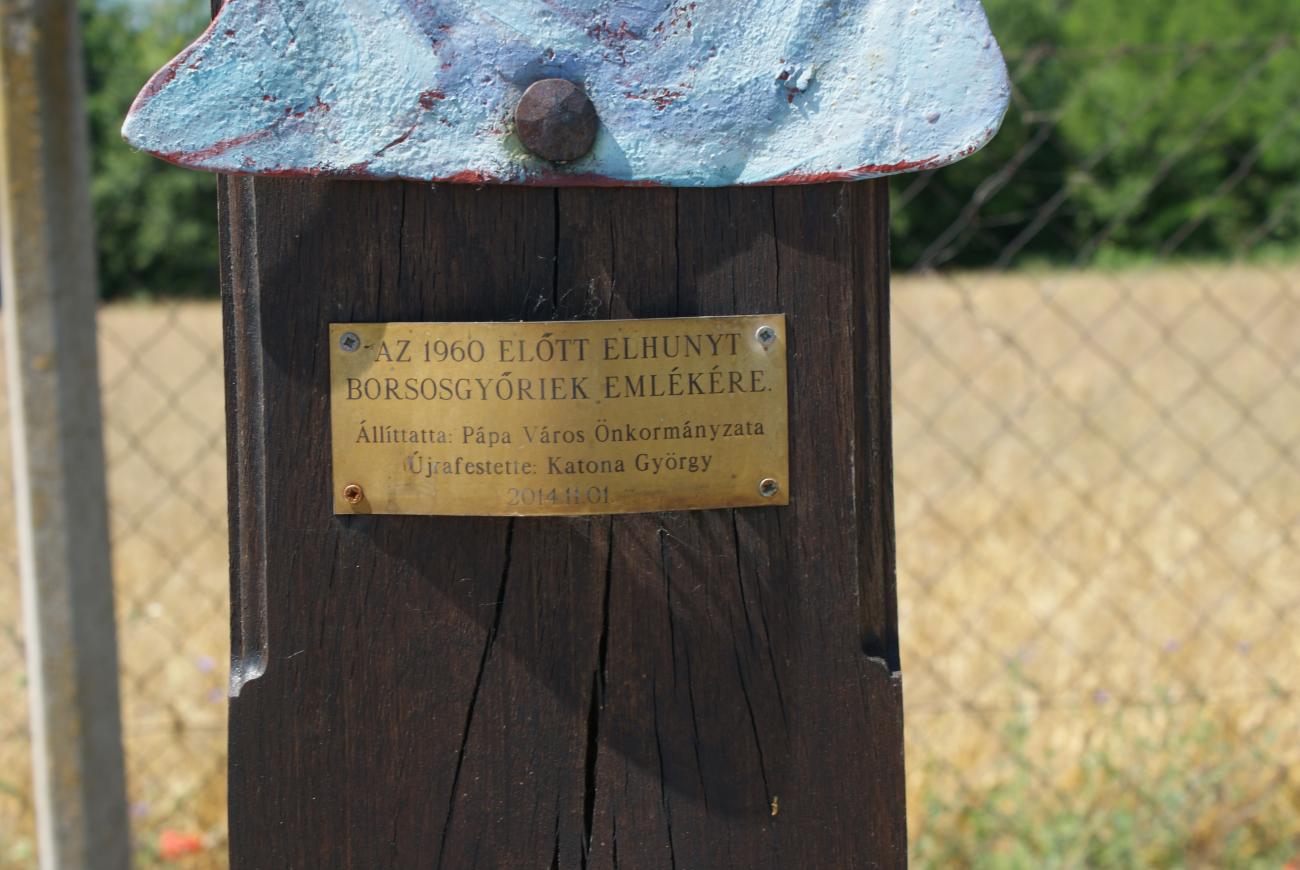 AZ 1960 ELŐTT ELHUNYT
BORSOSGYŐRIEK EMLÉKÉRE.
Állíttatta: Pápa Város Önkormányzata
Újrafestette: Katona György
2014.11.01.